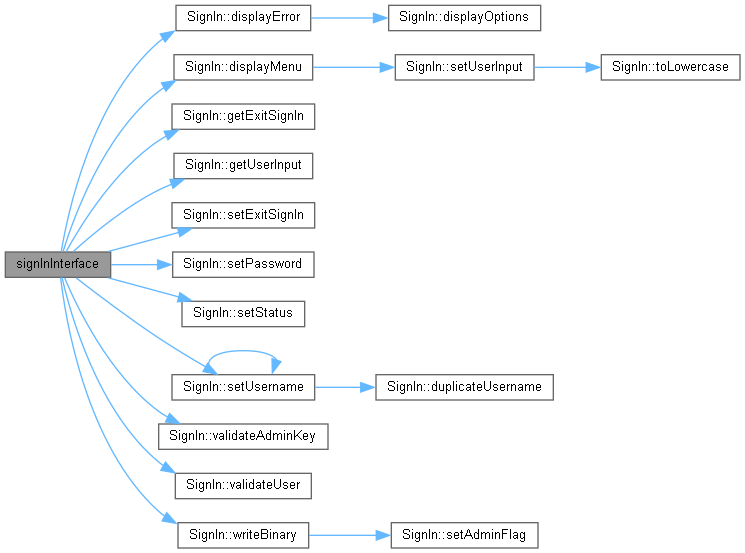 SignIn::displayError
SignIn::displayOptions
SignIn::displayMenu
SignIn::setUserInput
SignIn::toLowercase
SignIn::getExitSignIn
SignIn::getUserInput
SignIn::setExitSignIn
signInInterface
SignIn::setPassword
SignIn::setStatus
SignIn::setUsername
SignIn::duplicateUsername
SignIn::validateAdminKey
SignIn::validateUser
SignIn::writeBinary
SignIn::setAdminFlag